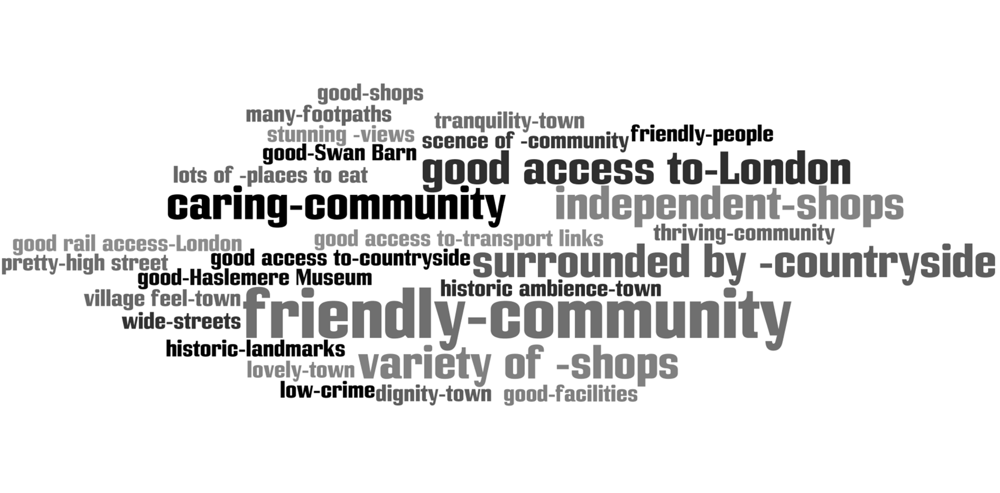 good-shops
many-footpaths
tranquility-town
stunning -views
friendly-people
scence of -community
good-Swan Barn
good access to-London
lots of -places to eat
caring-community
independent-shops
thriving-community
good access to-transport links
good rail access-London
good access to-countryside
surrounded by -countryside
pretty-high street
good-Haslemere Museum
historic ambience-town
village feel-town
friendly-community
wide-streets
historic-landmarks
variety of -shops
lovely-town
low-crime
dignity-town
good-facilities